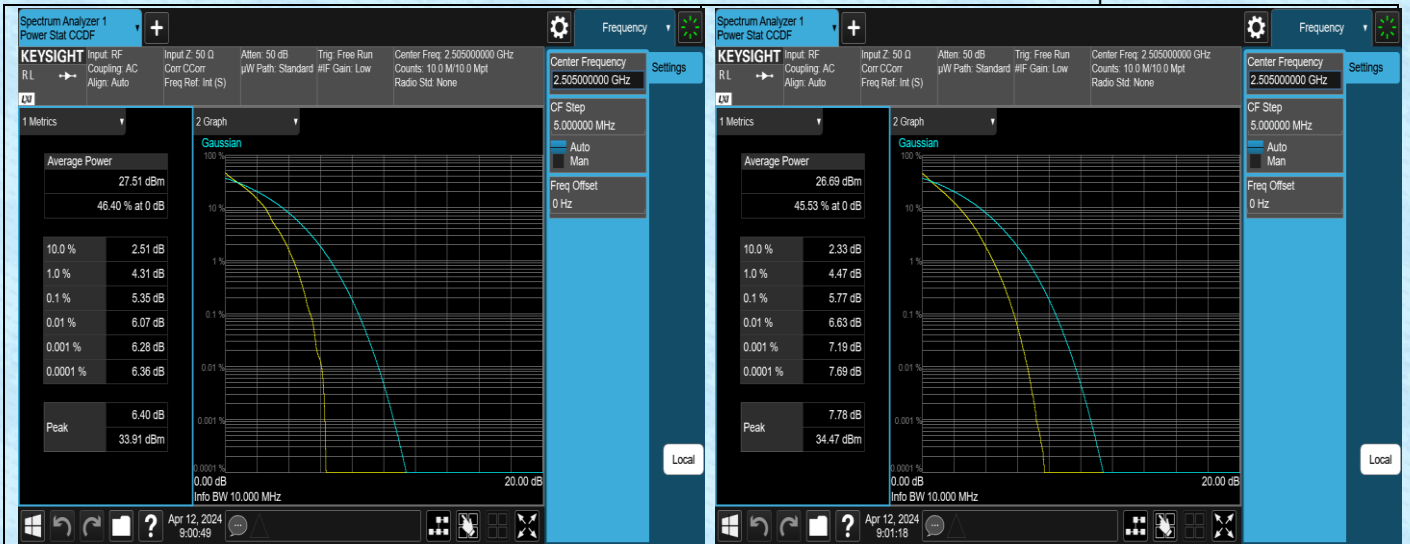 Spectrum Analyzer 1
Power Stat CCDF
+
Frequency
KEYSIGHT
RL
LXI
Input: RF
Coupling: AC
Align: Auto
Input Z: 50 Ω
Corr CCorr
Freq Ref: Int (S)
Atten: 50 dB
µW Path: Standard
Trig: Free Run
#IF Gain: Low
Center Freq: 2.505000000 GHz
Counts: 10.0 M/10.0 Mpt
Radio Std: None
Center Frequency
2.505000000 GHz
Settings
CF Step
5.000000 MHz
Auto
Man
Freq Offset
0 Hz
1 Metrics
Average Power
27.51 dBm
46.40 % at 0 dB
10.0 % 2.51 dB
1.0 % 4.31 dB
0.1 % 5.35 dB
0.01 % 6.07 dB
0.001 % 6.28 dB
0.0001 % 6.36 dB
Peak
6.40 dB
33.91 dBm
2 Graph
Gaussian
100 %
10 %
1 %
0.1 %
0.01 %
0.001 %
0.0001 %
0.00 dB 20.00 dB
Info BW 10.000 MHz
Local
?
Apr 12, 2024
9:00:49
Spectrum Analyzer 1
Power Stat CCDF
+
Frequency
KEYSIGHT
RL
LXI
Input: RF
Coupling: AC
Align: Auto
Input Z: 50 Ω
Corr CCorr
Freq Ref: Int (S)
Atten: 50 dB
µW Path: Standard
Trig: Free Run
#IF Gain: Low
Center Freq: 2.505000000 GHz
Counts: 10.0 M/10.0 Mpt
Radio Std: None
Center Frequency
2.505000000 GHz
Settings
CF Step
5.000000 MHz
Auto
Man
Freq Offset
0 Hz
1 Metrics
Average Power
26.69 dBm
45.53 % at 0 dB
10.0 % 2.33 dB
1.0 % 4.47 dB
0.1 % 5.77 dB
0.01 % 6.63 dB
0.001 % 7.19 dB
0.0001 % 7.69 dB
Peak
7.78 dB
34.47 dBm
2 Graph
Gaussian
100 %
10 %
1 %
0.1 %
0.01 %
0.001 %
0.0001 %
0.00 dB 20.00 dB
Info BW 10.000 MHz
Local
?
Apr 12, 2024
9:01:18